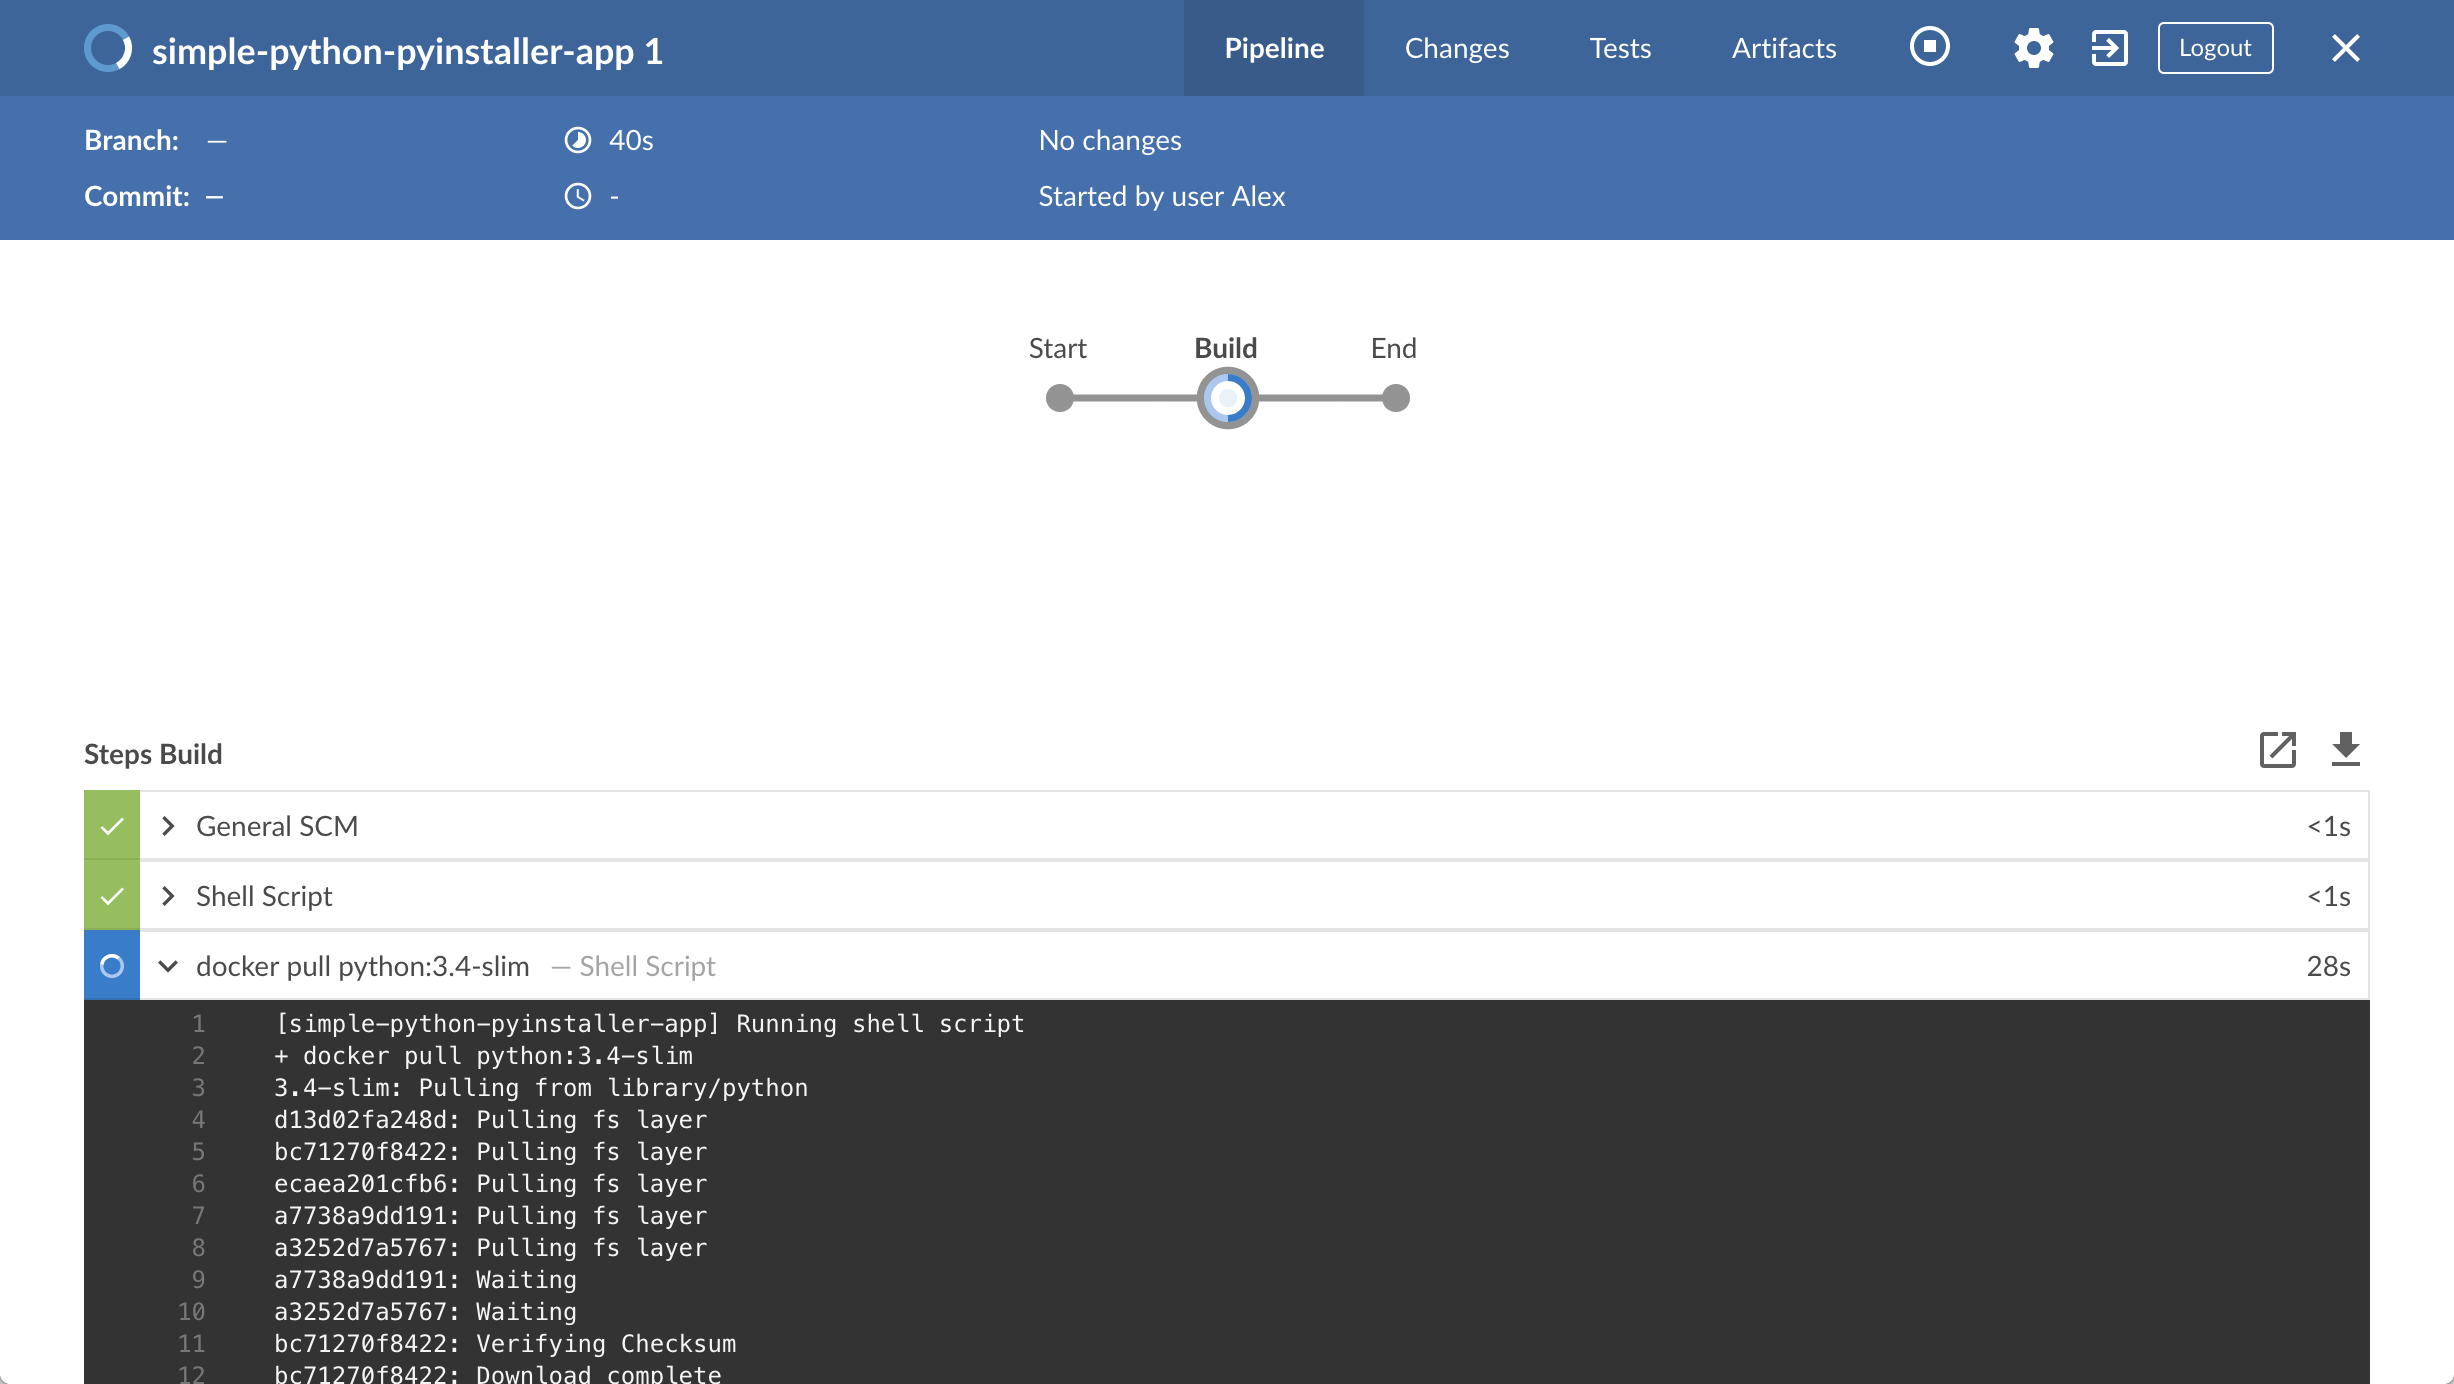 simple-python-pyinstaller-app 1
Pipeline
Changes
Tests
Artifacts
Logout
Branch: —
40s
No changes
Commit: —
-
Started by user Alex
Start
Build
End
Steps Build
General SCM
<1s
Shell Script
<1s
docker pull python:3.4-slim — Shell Script
28s
1 [simple-python-pyinstaller-app] Running shell script
2 + docker pull python:3.4-slim
3 3.4-slim: Pulling from library/python
4 d13d02fa248d: Pulling fs layer
5 bc71270f8422: Pulling fs layer
6 ecaea201cfb6: Pulling fs layer
7 a7738a9dd191: Pulling fs layer
8 a3252d7a5767: Pulling fs layer
9 a7738a9dd191: Waiting
10 a3252d7a5767: Waiting
11 bc71270f8422: Verifying Checksum
12 bc71270f8422: Download complete